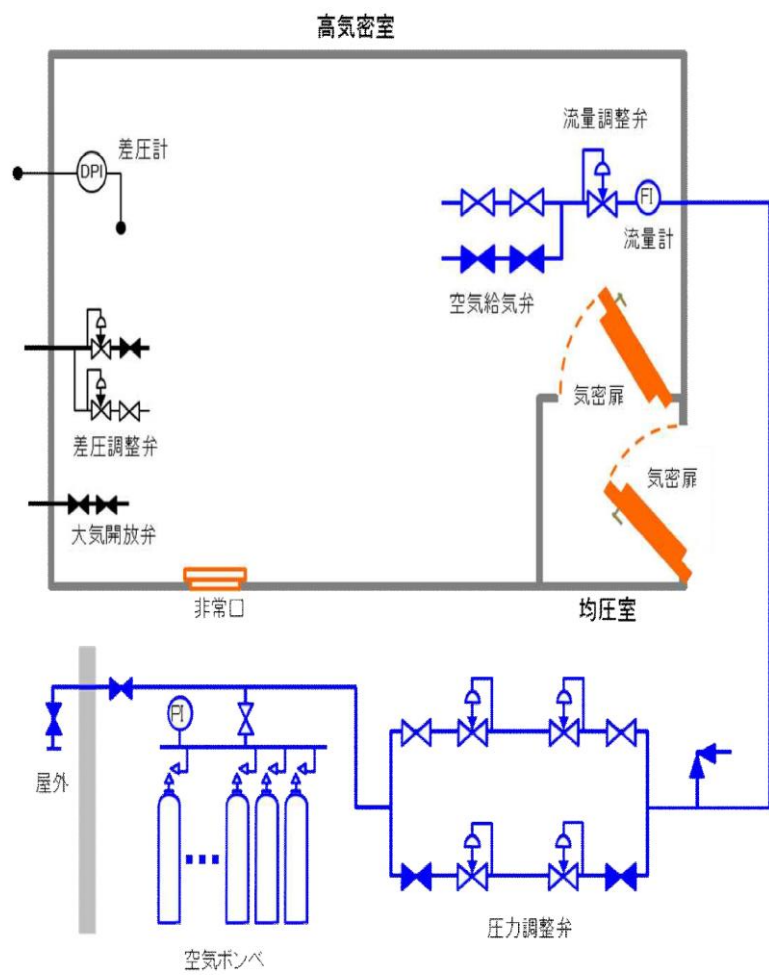 高気密室
流量調整弁
差圧計
DPI
FI
流量計
空気給気弁
気密扉
差圧調整弁
気密扉
大気開放弁
非常口
均圧室
PI
屋外
圧力調整弁
空気ボンベ